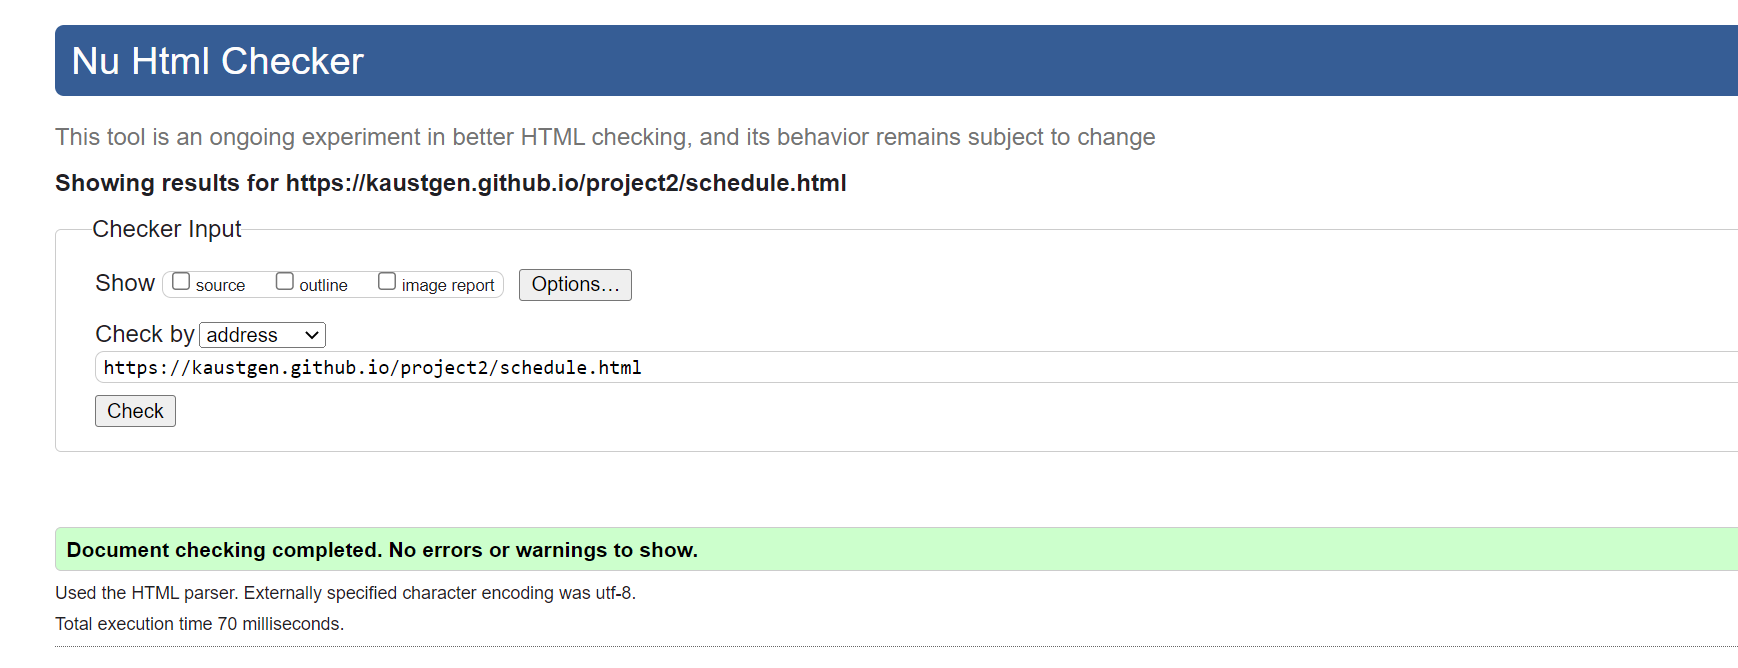 Nu Html Checker
This tool is an ongoing experiment in better HTML checking, and its behavior remains subject to change
Showing results for https://kaustgen.github.io/project2/schedule.html
Checker Input
Show source outline image report Options…
Check by address
https://kaustgen.github.io/project2/schedule.html
Check
Document checking completed. No errors or warnings to show.
Used the HTML parser. Externally specified character encoding was utf-8.
Total execution time 70 milliseconds.